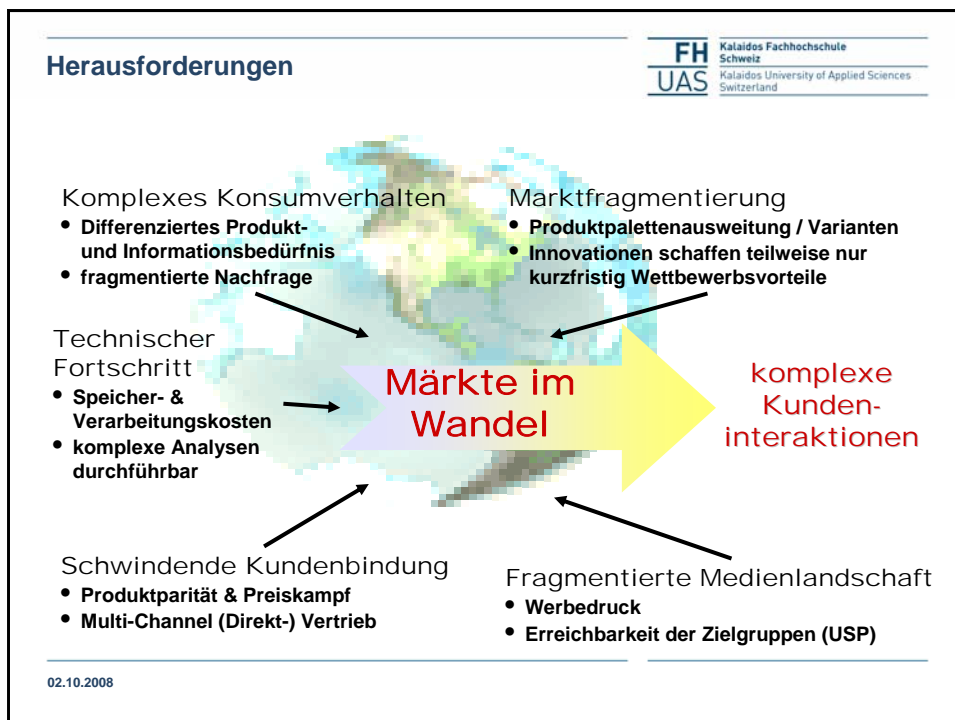 Herausforderungen
FH
UAS
Kalaidos Fachhochschule
Schweiz
Kalaidos University of Applied Sciences
Switzerland
Komplexes Konsumverhalten
• Differenziertes Produkt-
und Informationsbedürfnis
• fragmentierte Nachfrage
Marktfragmentierung
• Produktpalettenausweitung / Varianten
• Innovationen schaffen teilweise nur
kurzfristig Wettbewerbsvorteile
Technischer
Fortschritt
• Speicher- &
Verarbeitungskosten
• komplexe Analysen
durchführbar
Märkte im
Wandel
komplexe
Kunden-
interaktionen
Schwindende Kundenbindung
• Produktparität & Preiskampf
• Multi-Channel (Direkt-) Vertrieb
Fragmentierte Medienlandschaft
• Werbedruck
• Erreichbarkeit der Zielgruppen (USP)
02.10.2008